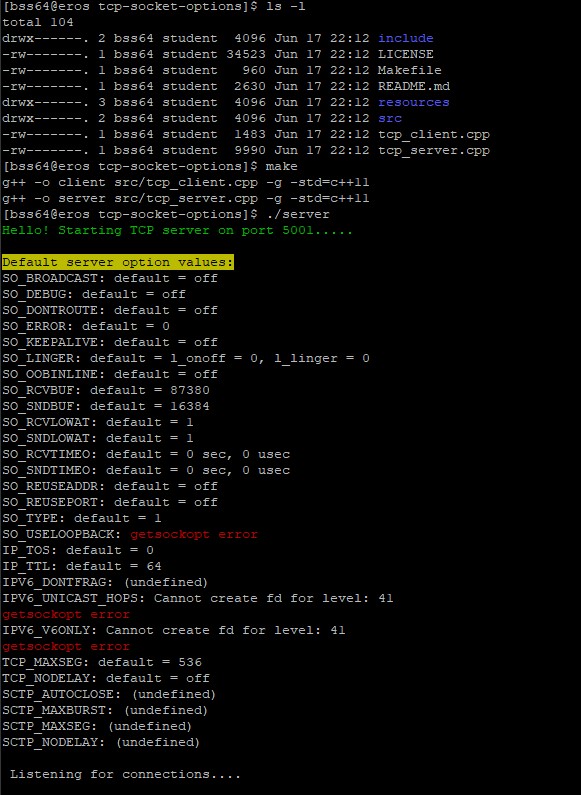 [bss64@eros tcp-socket-options]$ ls -l
total 104
drwx------. 2 bss64 student  4096 Jun 17 22:12 include
-rw-------. 1 bss64 student 34523 Jun 17 22:12 LICENSE
-rw-------. 1 bss64 student   960 Jun 17 22:12 Makefile
-rw-------. 1 bss64 student  2630 Jun 17 22:12 README.md
drwx------. 3 bss64 student  4096 Jun 17 22:12 resources
drwx------. 2 bss64 student  4096 Jun 17 22:12 src
-rw-------. 1 bss64 student  1483 Jun 17 22:12 tcp_client.cpp
-rw-------. 1 bss64 student  9990 Jun 17 22:12 tcp_server.cpp
[bss64@eros tcp-socket-options]$ make
g++ -o client src/tcp_client.cpp -g -std=c++11
g++ -o server src/tcp_server.cpp -g -std=c++11
[bss64@eros tcp-socket-options]$ ./server
Hello! Starting TCP server on port 5001.....
Default server option values:
SO_BROADCAST: default = off
SO_DEBUG: default = off
SO_DONTROUTE: default = off
SO_ERROR: default = 0
SO_KEEPALIVE: default = off
SO_LINGER: default = l_onoff = 0, l_linger = 0
SO_OOBINLINE: default = off
SO_RCVBUF: default = 87380
SO_SNDBUF: default = 16384
SO_RCVLOWAT: default = 1
SO_SNDLOWAT: default = 1
SO_RCVTIMEO: default = 0 sec, 0 usec
SO_SNDTIMEO: default = 0 sec, 0 usec
SO_REUSEADDR: default = off
SO_REUSEPORT: default = off
SO_TYPE: default = 1
SO_USELOOPBACK: getsockopt error
IP_TOS: default = 0
IP_TTL: default = 64
IPV6_DONTFRAG: (undefined)
IPV6_UNICAST_HOPS: Cannot create fd for level: 41
getsockopt error
IPV6_V6ONLY: Cannot create fd for level: 41
getsockopt error
TCP_MAXSEG: default = 536
TCP_NODELAY: default = off
SCTP_AUTOCLOSE: (undefined)
SCTP_MAXBURST: (undefined)
SCTP_MAXSEG: (undefined)
SCTP_NODELAY: (undefined)
Listening for connections....